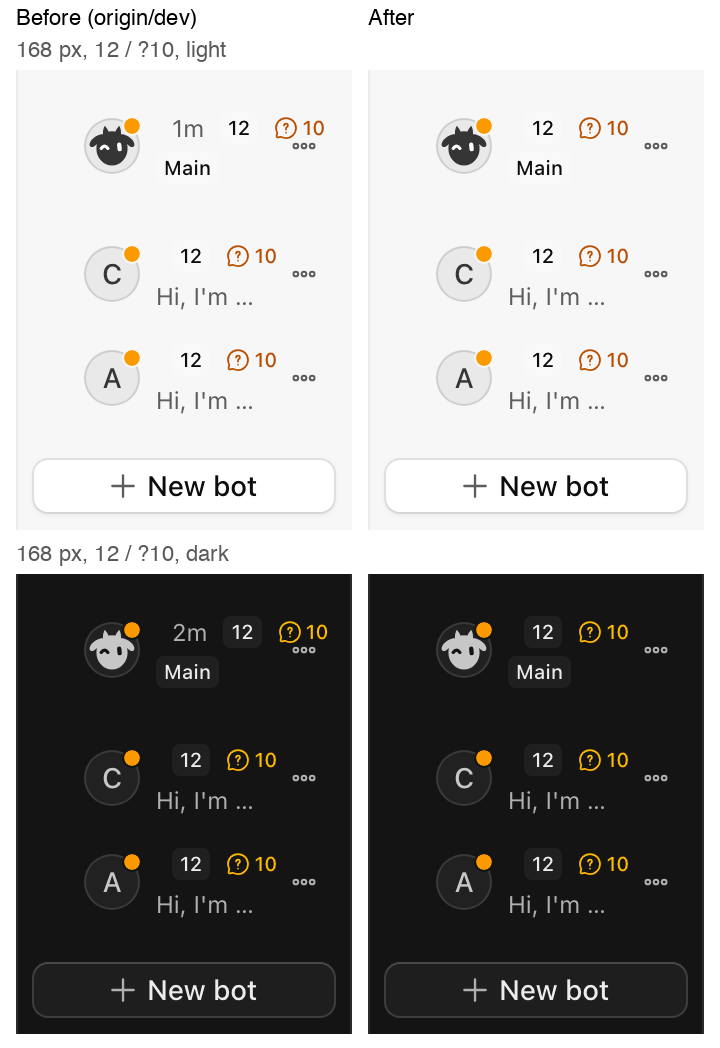 Before (origin/dev) After
168 px, 12 / ?10, light
1m 12 ? 10 12 ? 10
Main Main
C 12 ? 10 C 12 ? 10
Hi, I'm ... Hi, I'm ...
A 12 ? 10 A 12 ? 10
Hi, I'm ... Hi, I'm ...
+ New bot + New bot
168 px, 12 / ?10, dark
2m 12 ? 10 12 ? 10
Main Main
C 12 ? 10 C 12 ? 10
Hi, I'm ... Hi, I'm ...
A 12 ? 10 A 12 ? 10
Hi, I'm ... Hi, I'm ...
+ New bot + New bot